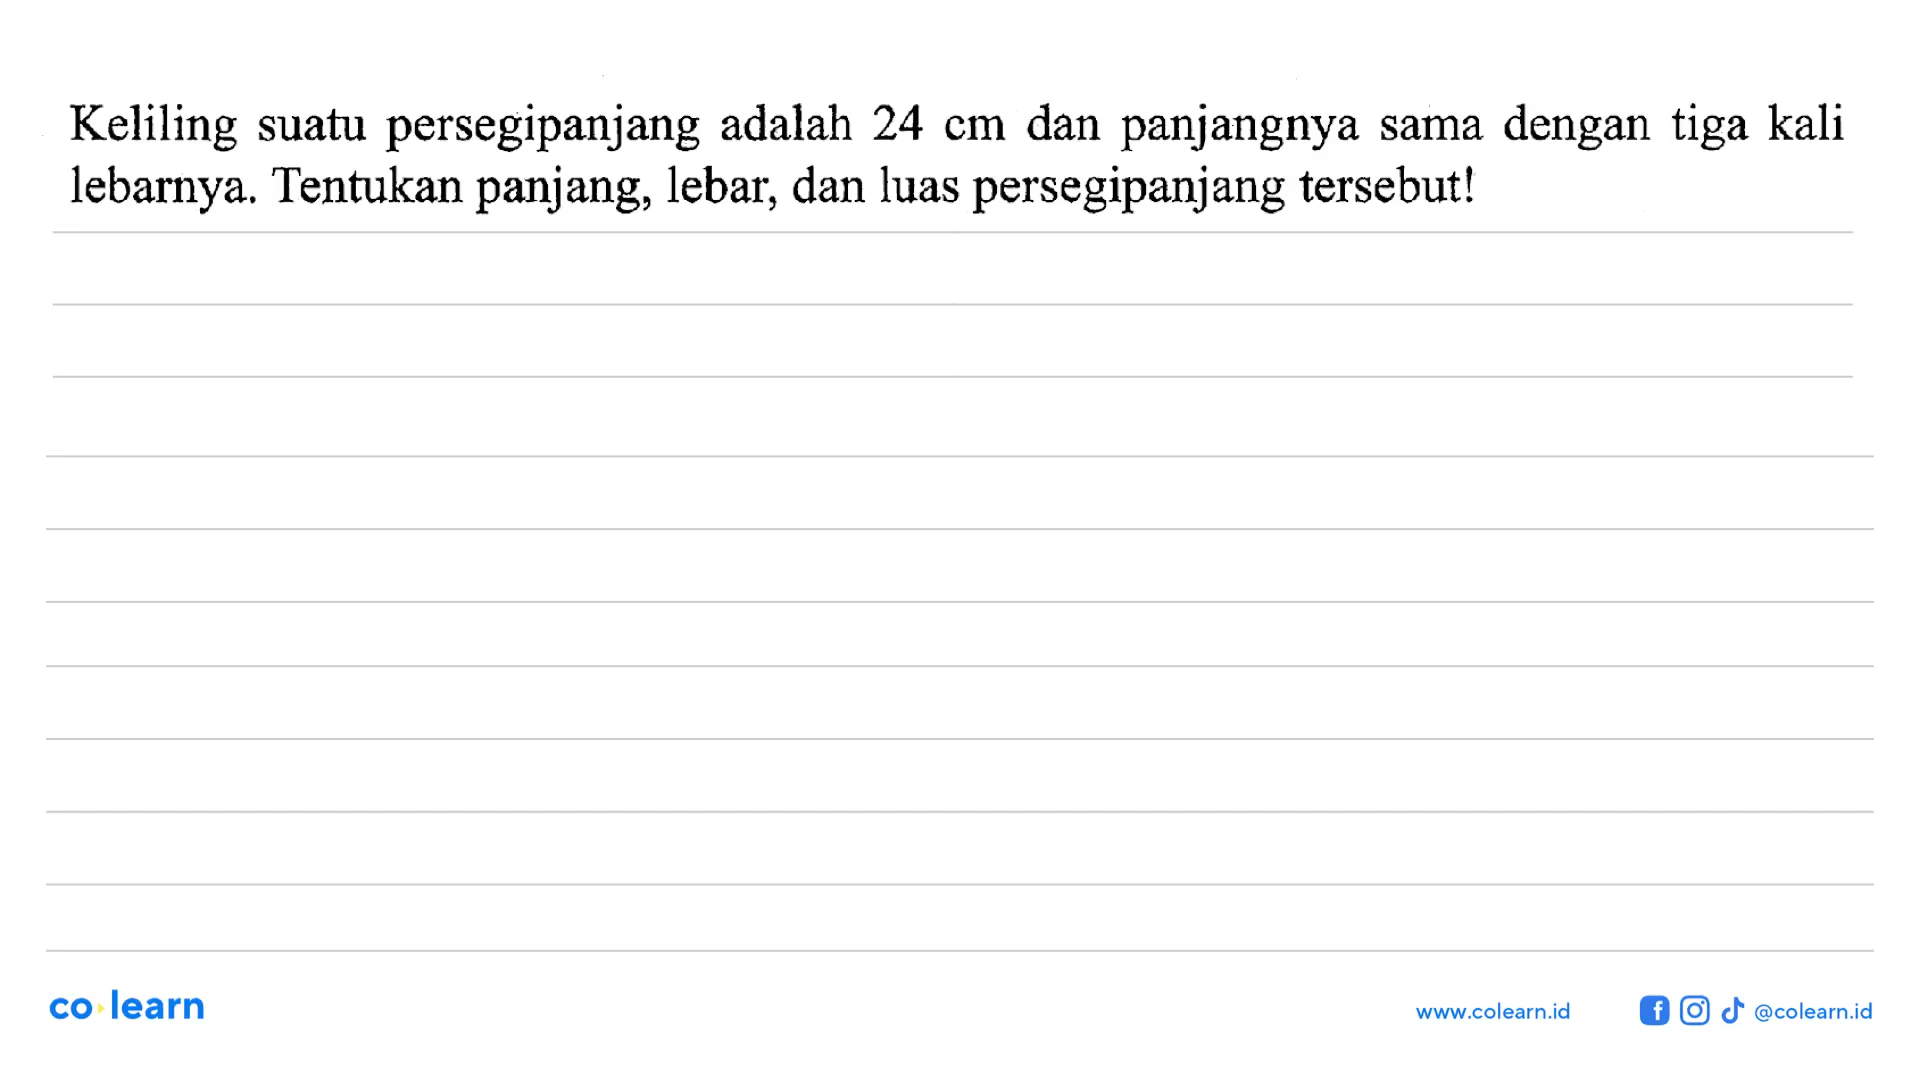 Keliling suatu persegipanjang adalah 24 cm dan panjangnya sama dengan tiga kali
lebarnya. Tentukan panjang, lebar, dan luas persegipanjang tersebut!
co learn
www.colearn.id
@colearn.id